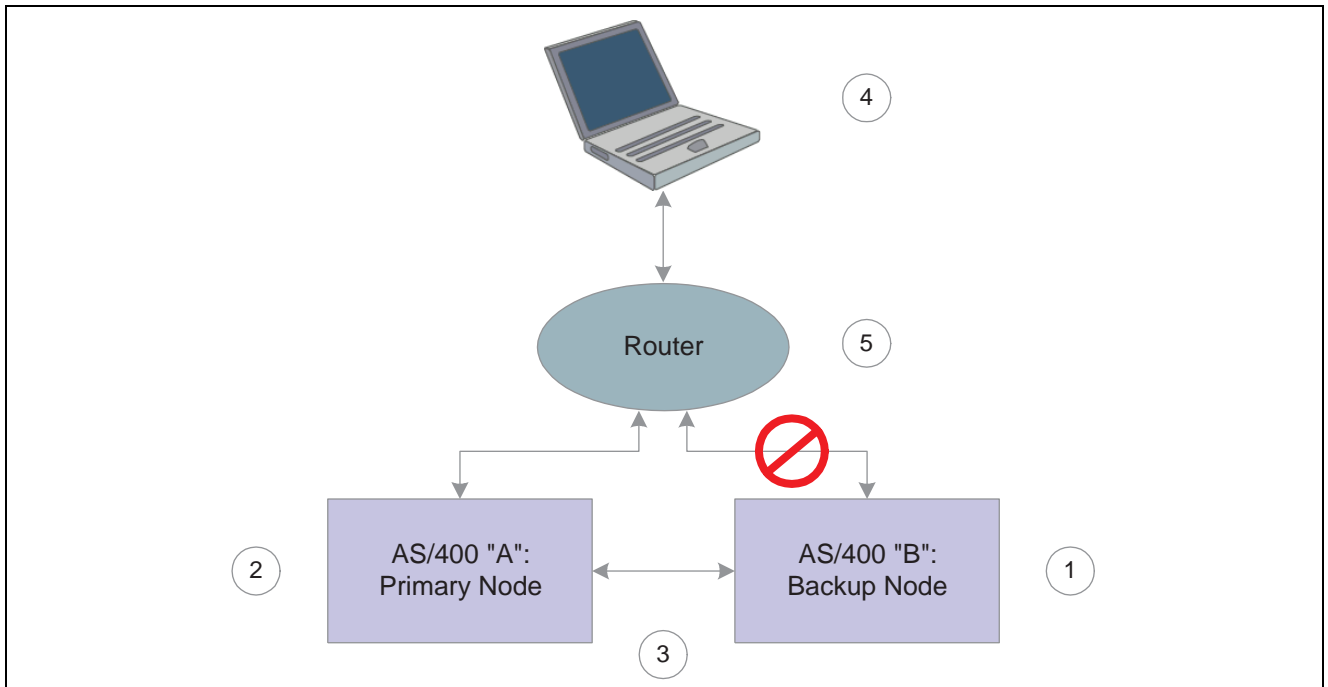 4
Router
5
AS/400 "A":
Primary Node
AS/400 "B":
Backup Node
2
1
3